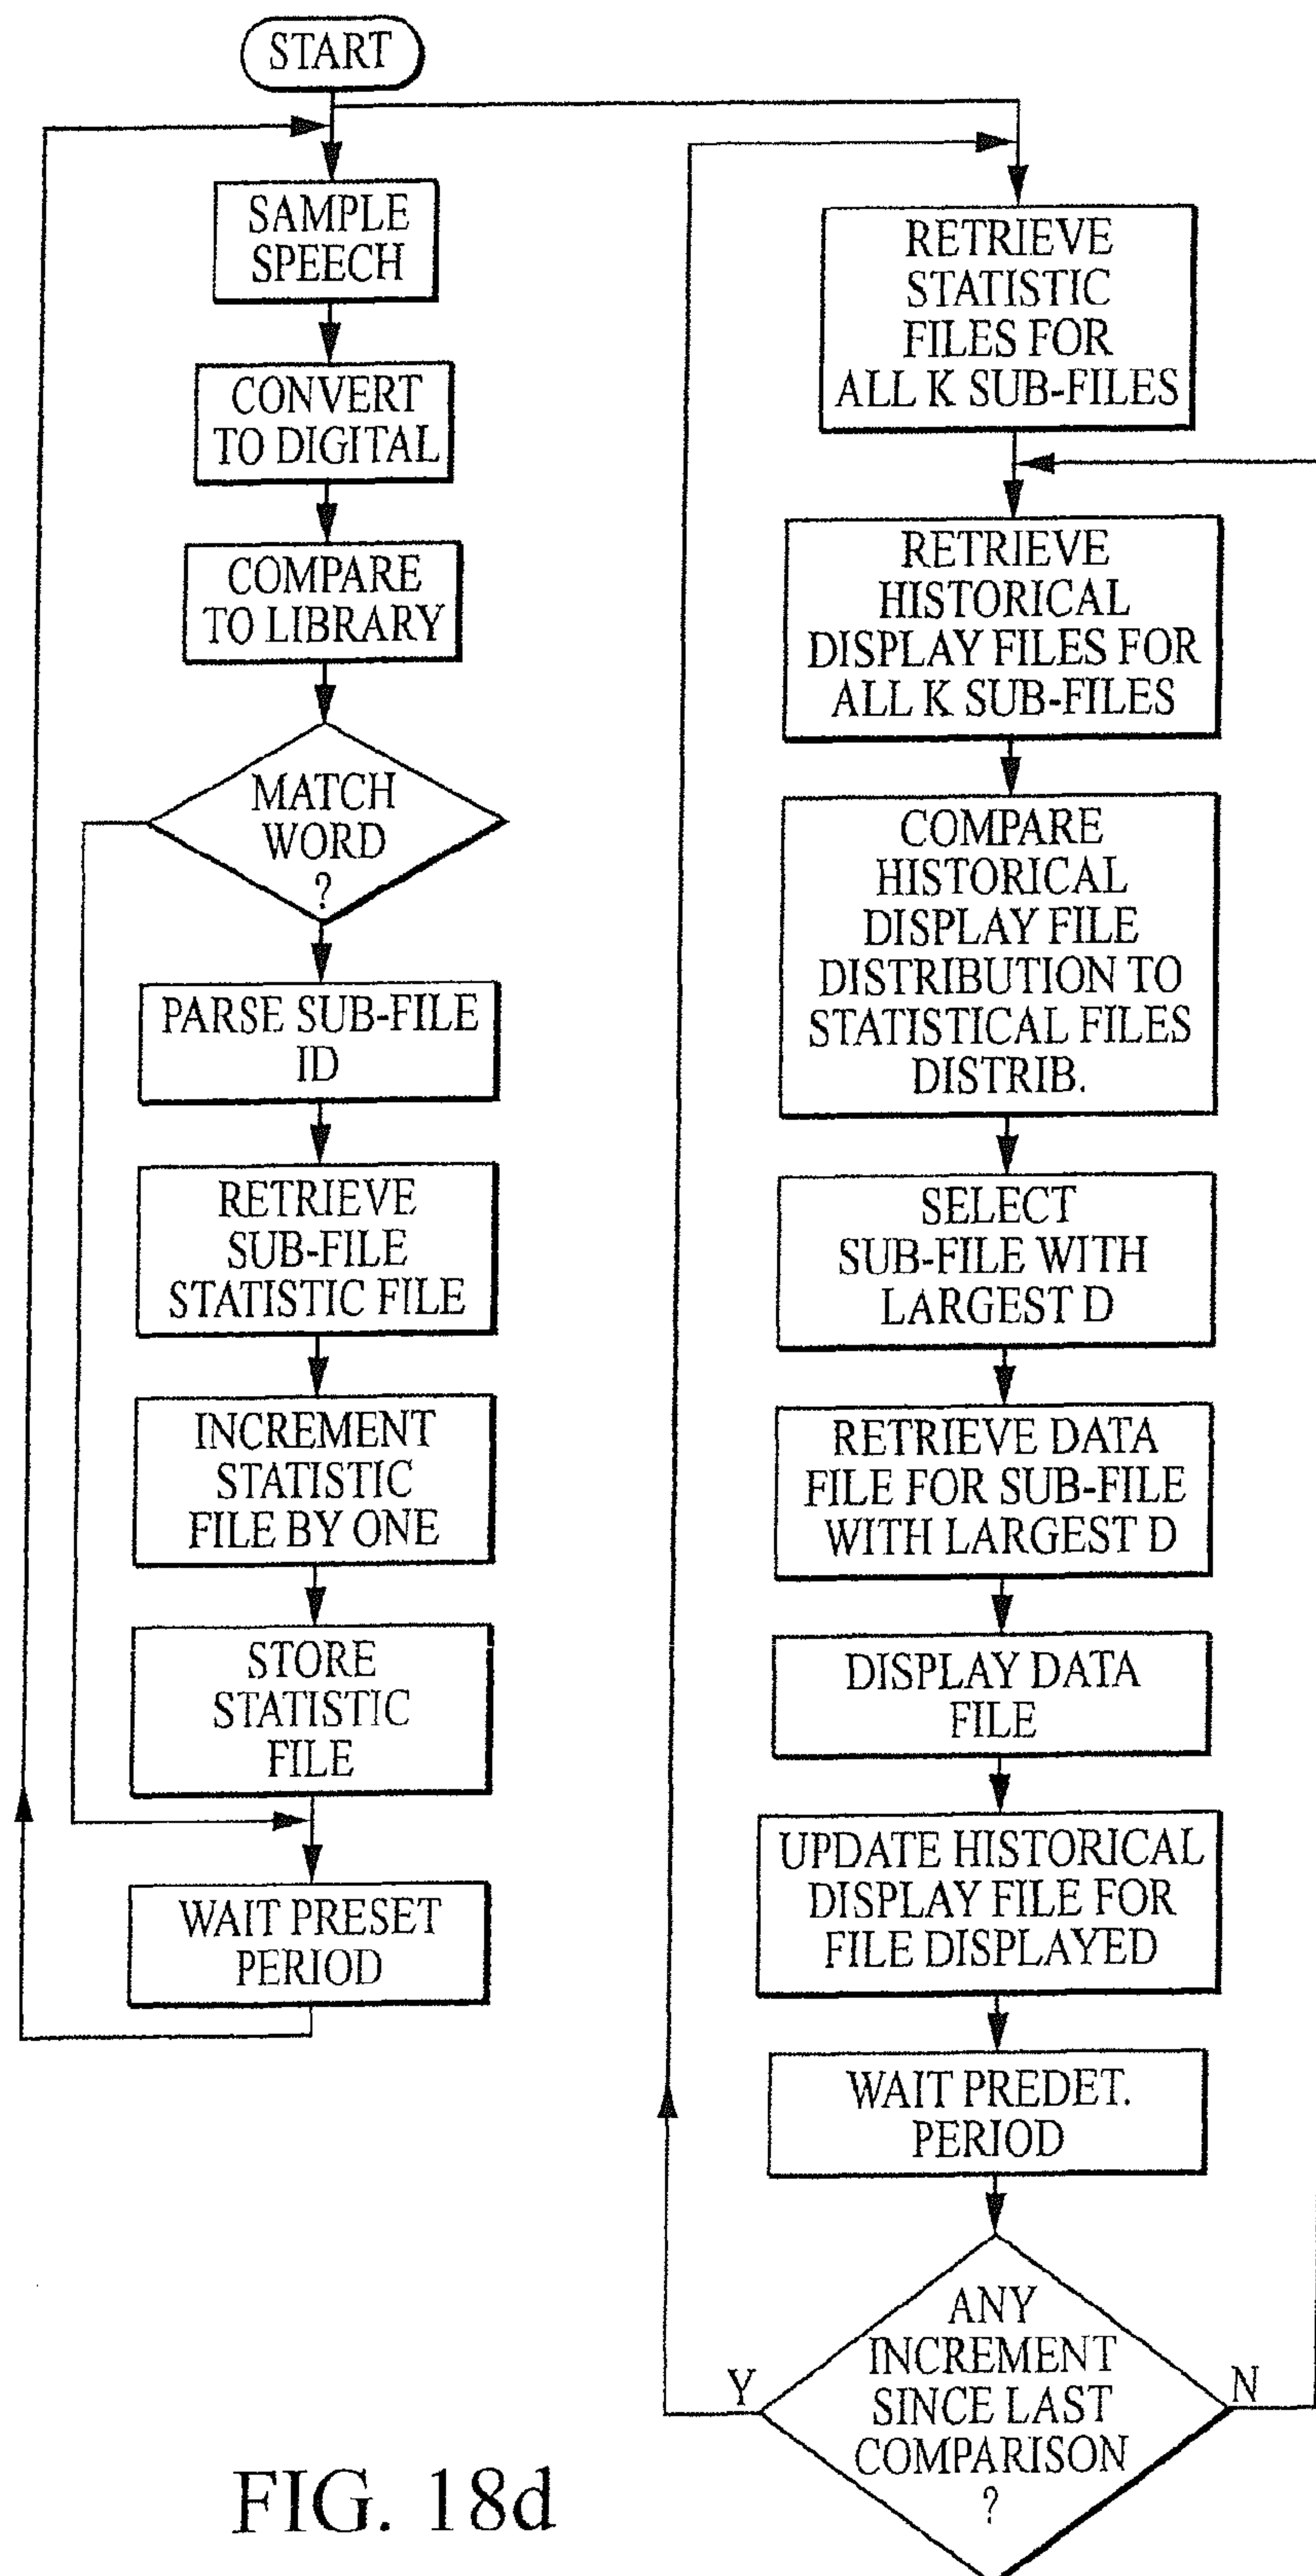 START
SAMPLE
SPEECH
CONVERT
TO DIGITAL
COMPARE
TO LIBRARY
MATCH
WORD
?
PARSE SUB-FILE
ID
RETRIEVE
SUB-FILE
STATISTIC FILE
INCREMENT
STATISTIC
FILE BY ONE
STORE
STATISTIC
FILE
WAIT PRESET
PERIOD
RETRIEVE
STATISTIC
FILES FOR
ALL K SUB-FILES
RETRIEVE
HISTORICAL
DISPLAY FILES FOR
ALL K SUB-FILES
COMPARE
HISTORICAL
DISPLAY FILE
DISTRIBUTION TO
STATISTICAL FILES
DISTRIB.
SELECT
SUB-FILE WITH
LARGEST D
RETRIEVE DATA
FILE FOR SUB-FILE
WITH LARGEST D
DISPLAY DATA
FILE
UPDATE HISTORICAL
DISPLAY FILE FOR
FILE DISPLAYED
WAIT PREDET.
PERIOD
ANY
INCREMENT
SINCE LAST
COMPARISON
?
Y
N
FIG. 18d